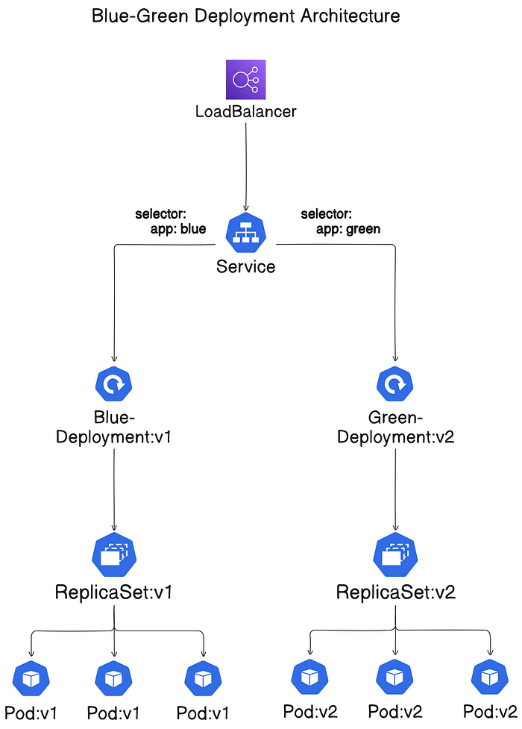 Blue-Green Deployment Architecture
LoadBalancer
selector:
app: blue
selector:
app: green
Service
Blue-
Deployment:v1
Green-
Deployment:v2
ReplicaSet:v1
ReplicaSet:v2
Pod:v1
Pod:v1
Pod:v1
Pod:v2
Pod:v2
Pod:v2